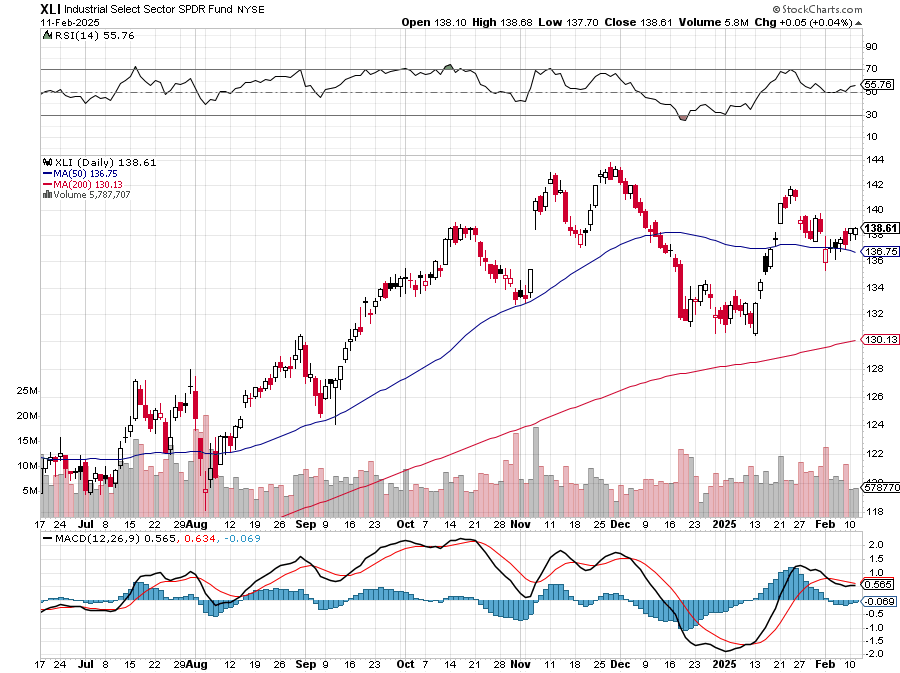 XLI Industrial Select Sector SPDR Fund NYSE
© StockCharts.com
11-Feb-2025
Open 138.10 High 138.68 Low 137.70 Close 138.61 Volume 5.8M Chg +0.05 (+0.04%)
RSI(14) 55.76
90
70
55.76
50
30
10
XLI (Daily) 138.61
MA(50) 136.75
MA(200) 130.13
Volume 5,787,707
144
142
140
138.61
138
136.75
136
134
132
130.13
128
126
124
122
118
25M
20M
15M
10M
5M
578770
17 24 Jul 8 15 22 29 Aug 12 19 26 Sep 9 16 23 Oct 7 14 21 28 Nov 11 18 25 Dec 9 16 23 2025 13 21 27 Feb 10
MACD(12,26,9) 0.565, 0.634, -0.069
2.0
1.5
1.0
0.565
-0.069
-0.5
-1.0
-1.5
-2.0
17 24 Jul 8 15 22 29 Aug 12 19 26 Sep 9 16 23 Oct 7 14 21 28 Nov 11 18 25 Dec 9 16 23 2025 13 21 27 Feb 10